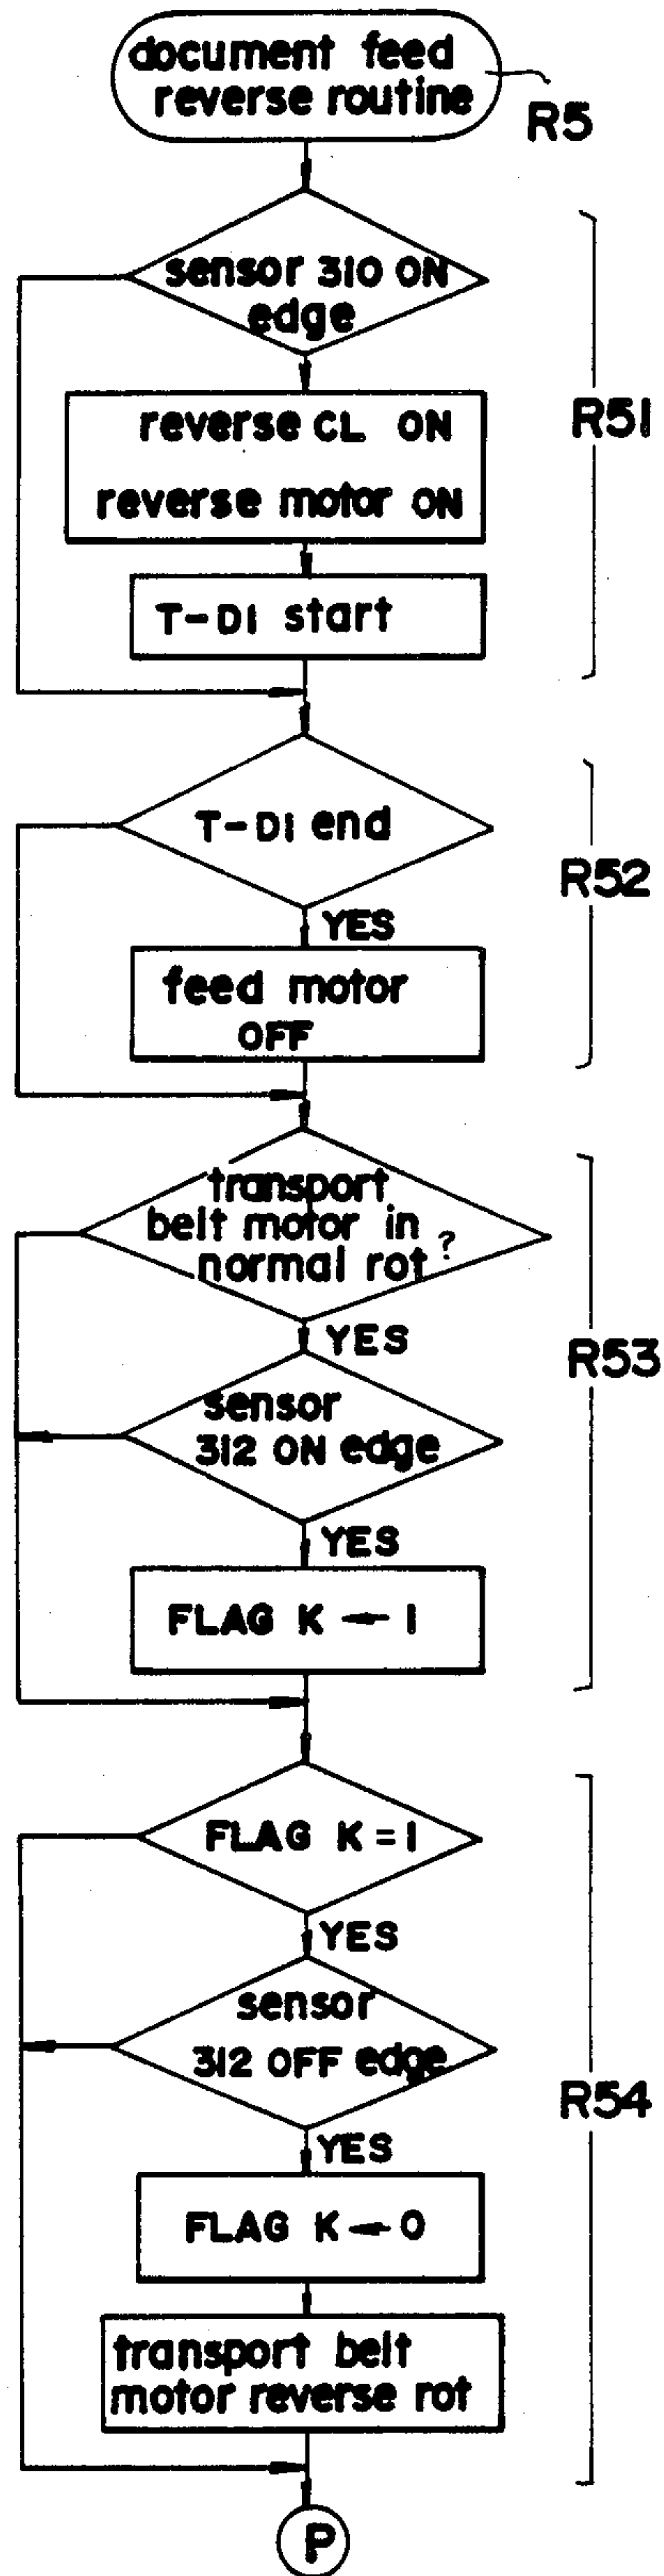 document feed
reverse routine
R5
sensor 310 ON
edge
reverse CL ON
reverse motor ON
T-D1 start
R51
T-D1 end
YES
feed motor
OFF
R52
transport
belt motor in
normal rot ?
YES
sensor
312 ON edge
YES
FLAG K ← 1
R53
FLAG K = 1
YES
sensor
312 OFF edge
YES
FLAG K ← 0
transport belt
motor reverse rot
R54
P